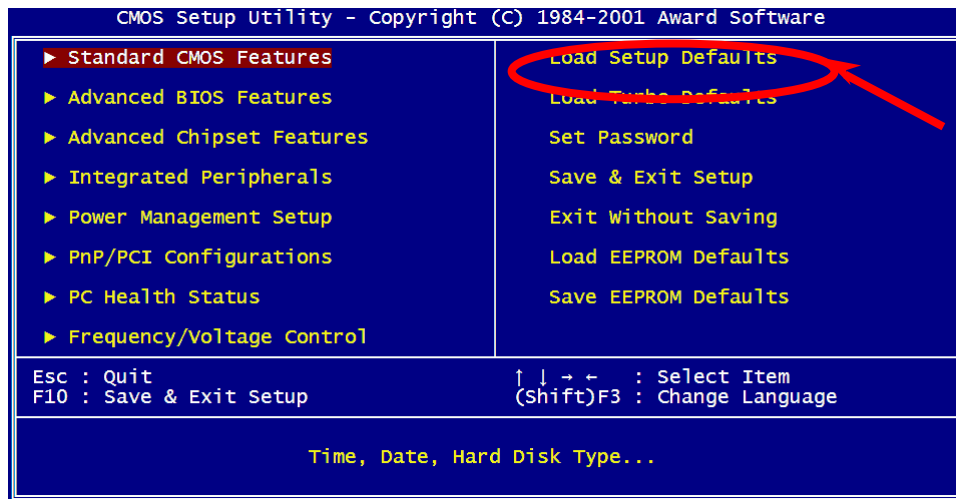 CMOS Setup Utility - Copyright (C) 1984-2001 Award Software
► Standard CMOS Features
► Advanced BIOS Features
► Advanced Chipset Features
► Integrated Peripherals
► Power Management Setup
► PnP/PCI Configurations
► PC Health Status
► Frequency/Voltage Control
Load Setup Defaults
Load Turbo Defaults
Set Password
Save & Exit Setup
Exit Without Saving
Load EEPROM Defaults
Save EEPROM Defaults
Esc : Quit
F10 : Save & Exit Setup
↑ ↓ → ← : Select Item
(Shift)F3 : Change Language
Time, Date, Hard Disk Type...